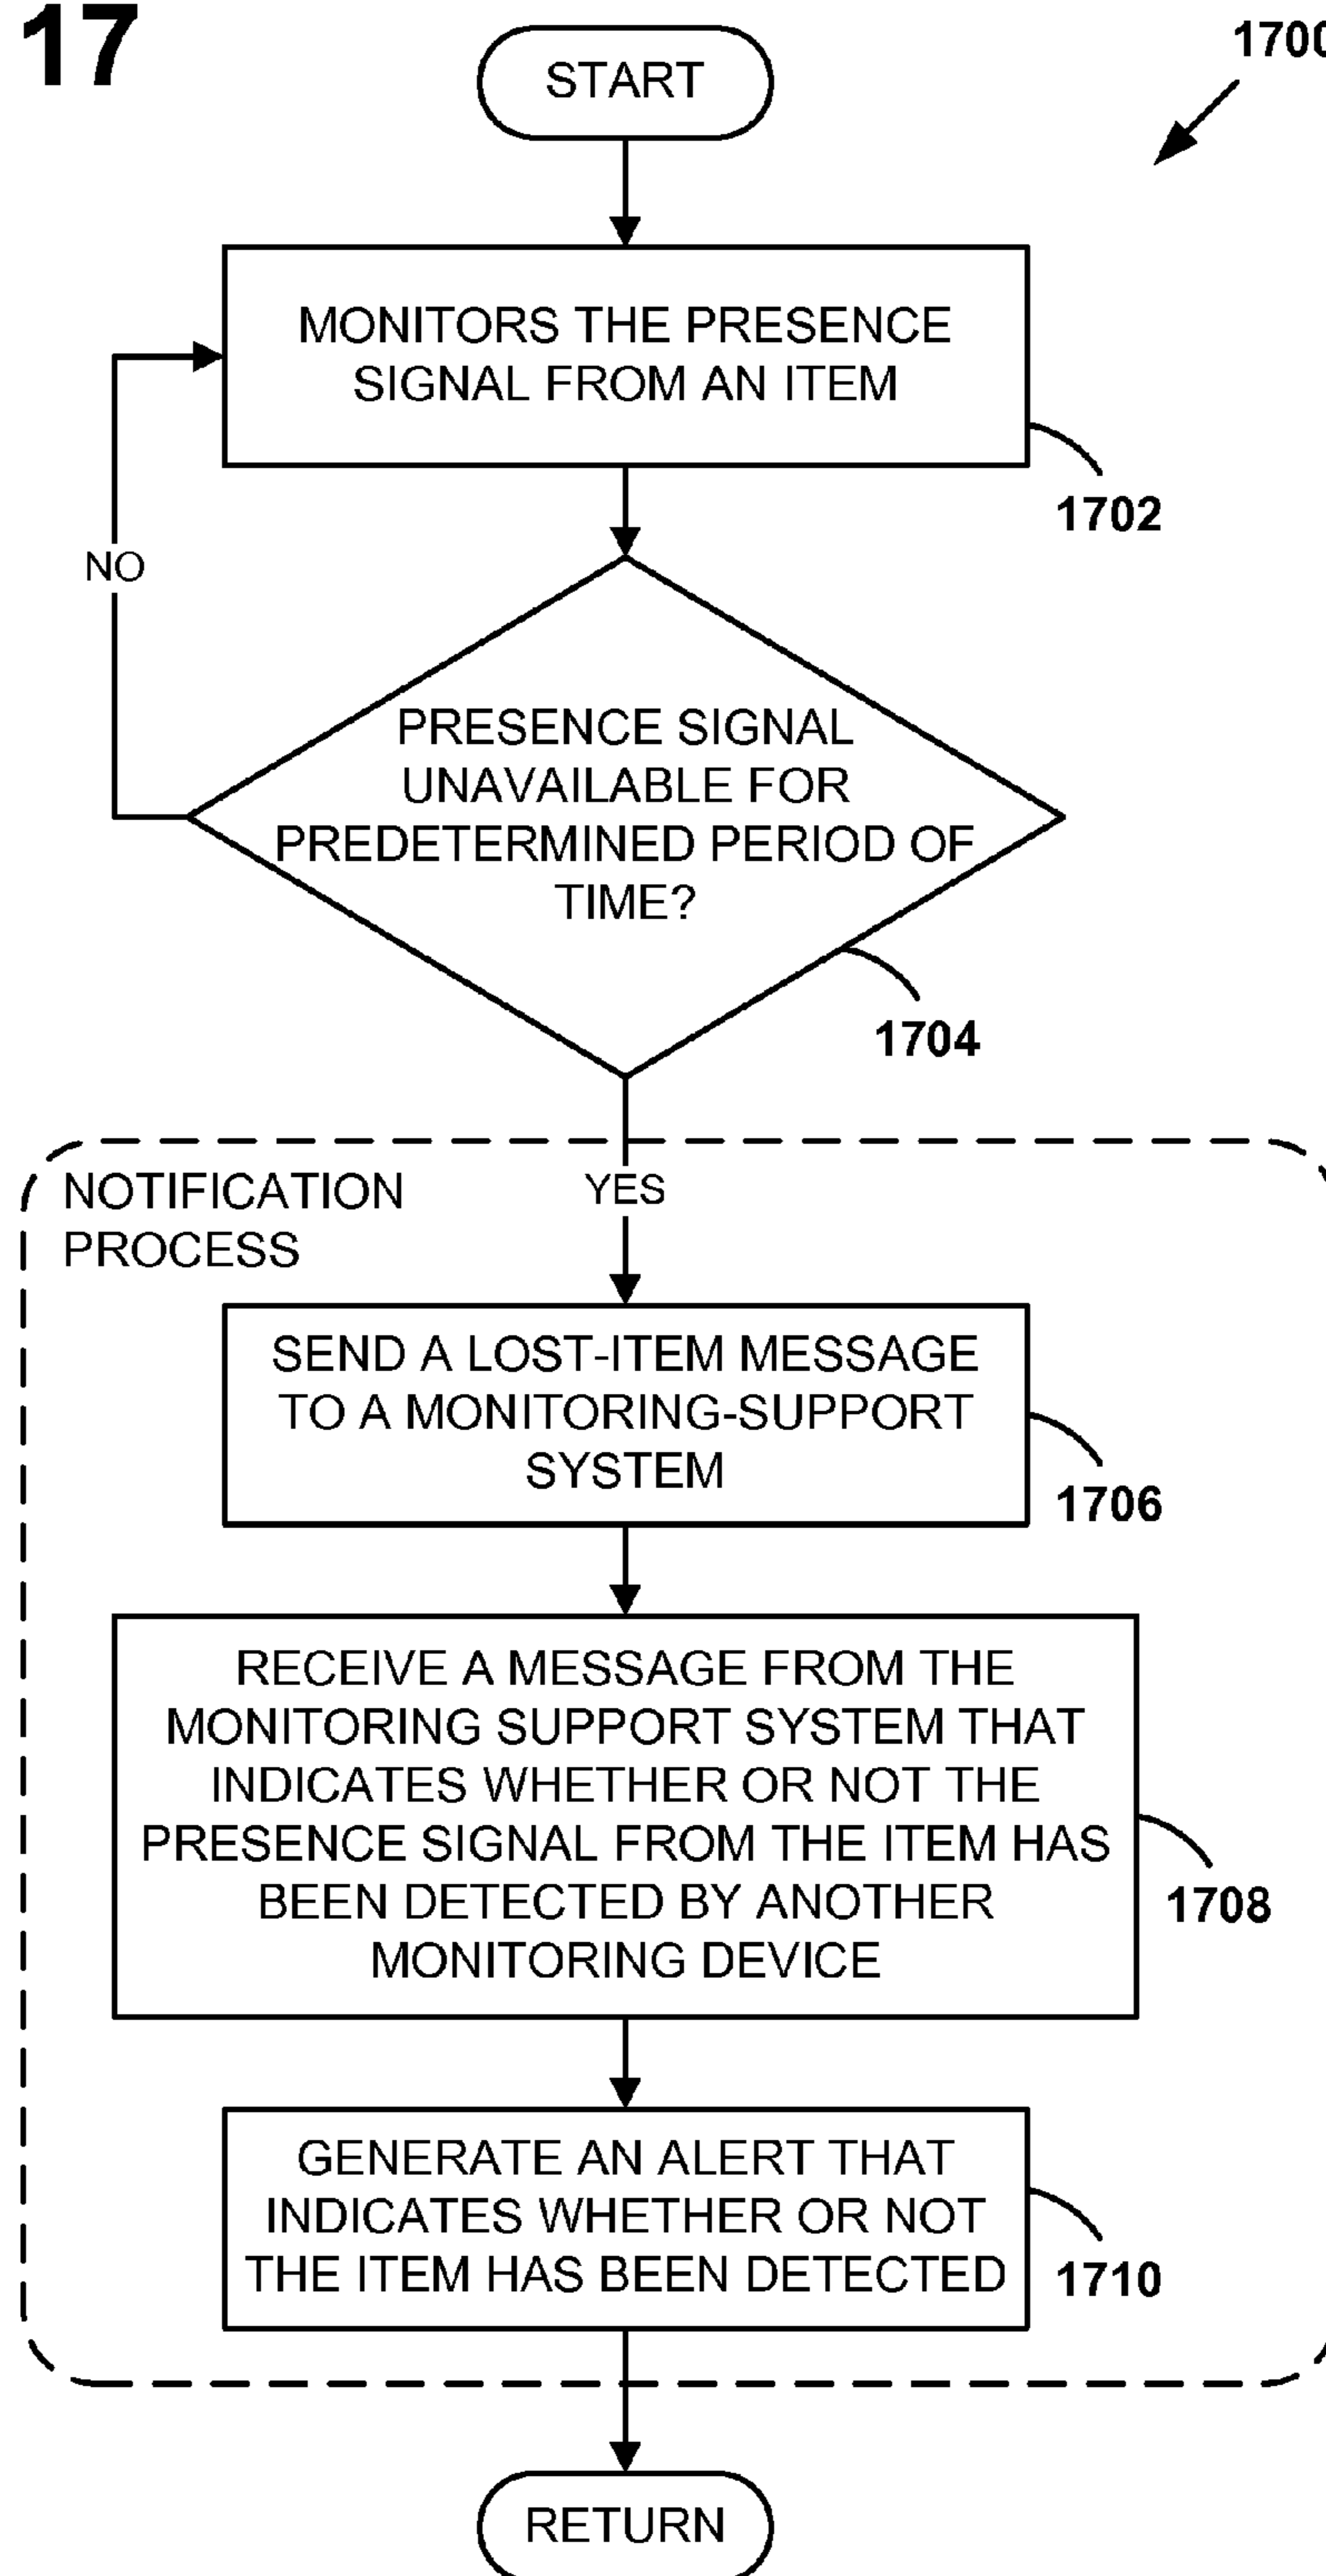 17
1700
START
MONITORS THE PRESENCE
SIGNAL FROM AN ITEM
1702
NO
PRESENCE SIGNAL
UNAVAILABLE FOR
PREDETERMINED PERIOD OF
TIME?
1704
NOTIFICATION
PROCESS
YES
SEND A LOST-ITEM MESSAGE
TO A MONITORING-SUPPORT
SYSTEM
1706
RECEIVE A MESSAGE FROM THE
MONITORING SUPPORT SYSTEM THAT
INDICATES WHETHER OR NOT THE
PRESENCE SIGNAL FROM THE ITEM HAS
BEEN DETECTED BY ANOTHER
MONITORING DEVICE
1708
GENERATE AN ALERT THAT
INDICATES WHETHER OR NOT
THE ITEM HAS BEEN DETECTED
1710
RETURN